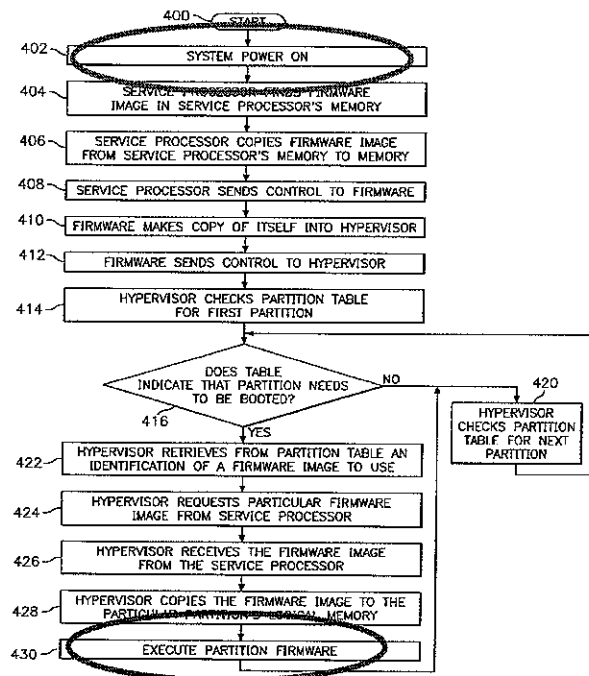 400
START
402
SYSTEM POWER ON
404
SERVICE PROCESSOR FINDS FIRMWARE
IMAGE IN SERVICE PROCESSOR'S MEMORY
406
SERVICE PROCESSOR COPIES FIRMWARE IMAGE
FROM SERVICE PROCESSOR'S MEMORY TO MEMORY
408
SERVICE PROCESSOR SENDS CONTROL TO FIRMWARE
410
FIRMWARE MAKES COPY OF ITSELF INTO HYPERVISOR
412
FIRMWARE SENDS CONTROL TO HYPERVISOR
414
HYPERVISOR CHECKS PARTITION TABLE
FOR FIRST PARTITION
DOES TABLE
INDICATE THAT PARTITION NEEDS
TO BE BOOTED?
416
NO
YES
420
HYPERVISOR
CHECKS PARTITION
TABLE FOR NEXT
PARTITION
422
HYPERVISOR RETRIEVES FROM PARTITION TABLE AN
IDENTIFICATION OF A FIRMWARE IMAGE TO USE
424
HYPERVISOR REQUESTS PARTICULAR FIRMWARE
IMAGE FROM SERVICE PROCESSOR
426
HYPERVISOR RECEIVES THE FIRMWARE IMAGE
FROM THE SERVICE PROCESSOR
428
HYPERVISOR COPIES THE FIRMWARE IMAGE TO THE
PARTICULAR PARTITION'S LOGICAL MEMORY
430
EXECUTE PARTITION FIRMWARE